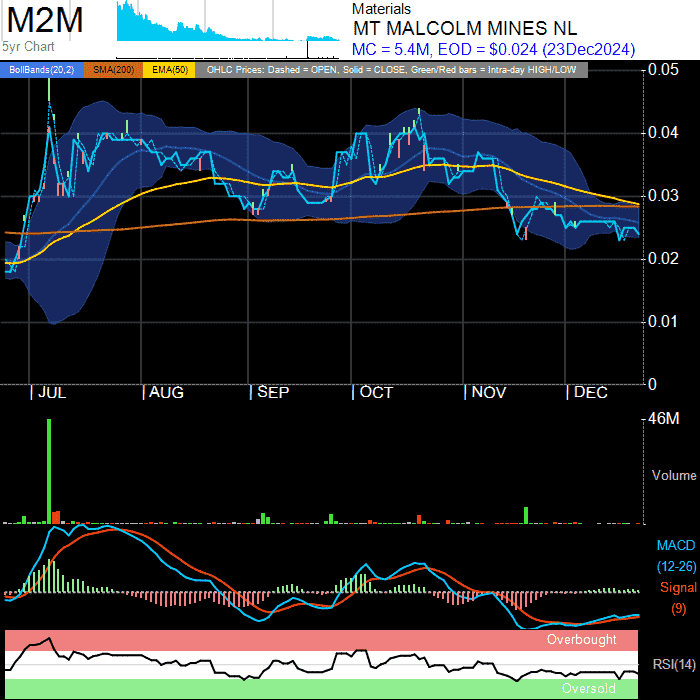 M2M
5yr Chart
Materials
MT MALCOLM MINES NL
MC = 5.4M, EOD = $0.024 (23Dec2024)
BollBands(20,2) SMA(200) EMA(50) OHLC Prices: Dashed = OPEN, Solid = CLOSE, Green/Red bars = Intra-day HIGH/LOW
0.05
0.04
0.03
0.02
0.01
0
JUL AUG SEP OCT NOV DEC
46M
Volume
MACD
(12-26)
Signal
(9)
Overbought
RSI(14)
Oversold